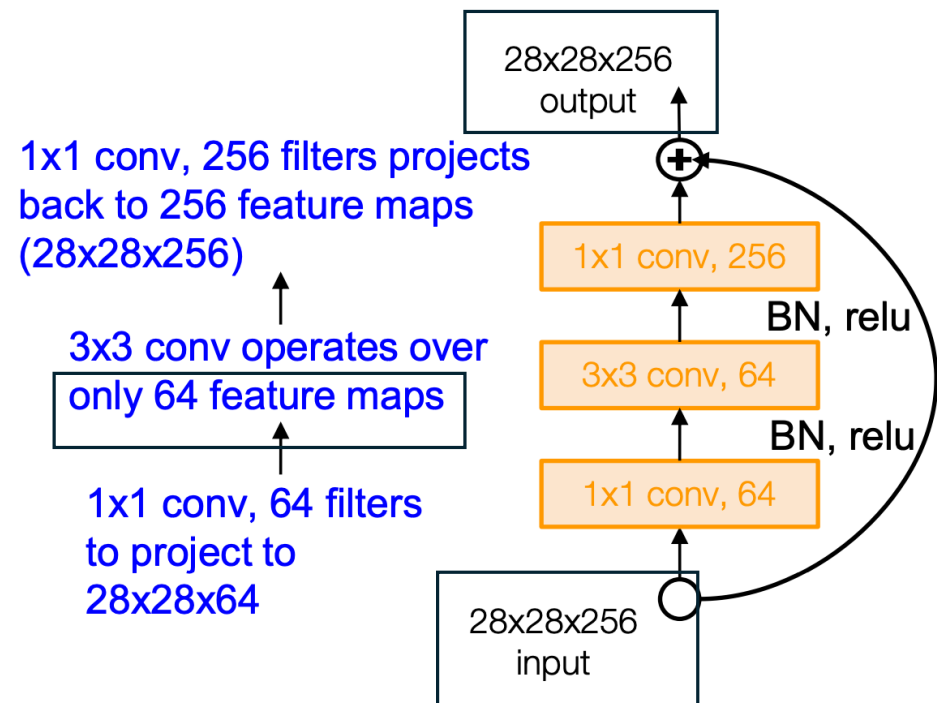 28x28x256
output
1x1 conv, 256 filters projects
back to 256 feature maps
(28x28x256)
1x1 conv, 256
BN, relu
3x3 conv operates over
only 64 feature maps
3x3 conv, 64
BN, relu
1x1 conv, 64 filters
to project to
28x28x64
1x1 conv, 64
28x28x256
input